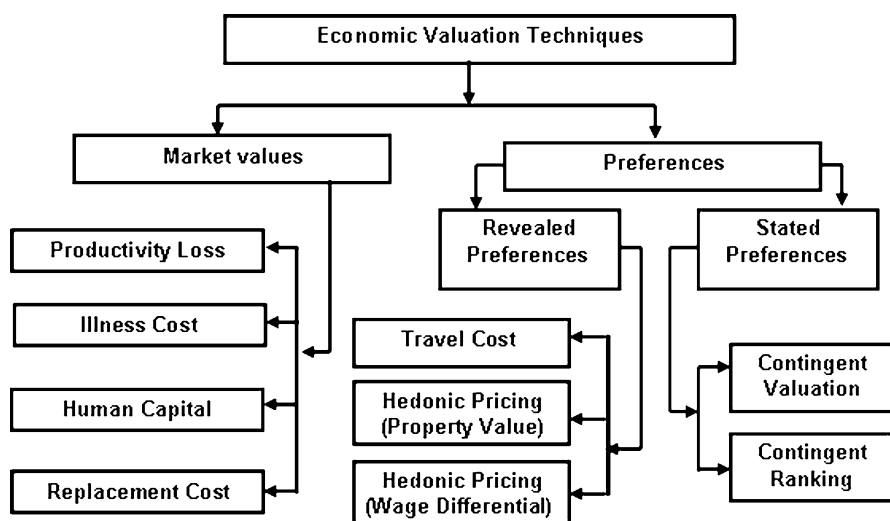 Economic Valuation Techniques
Market values
Preferences
Revealed
Preferences
Stated
Preferences
Productivity Loss
Illness Cost
Human Capital
Replacement Cost
Travel Cost
Hedonic Pricing
(Property Value)
Hedonic Pricing
(Wage Differential)
Contingent
Valuation
Contingent
Ranking